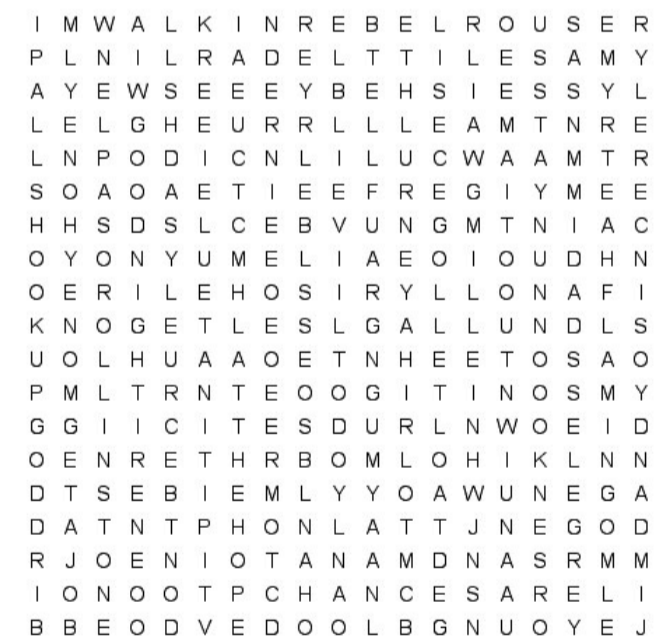 I M W A L K I N R E B E L R O U S E R
P L N I L R A D E L T T I L E S A M Y
A Y E W S E E E Y B E H S I E S S Y L
L E L G H E U R R L L L E A M T N R E
L N P O D I C N L I L U C W A A M T R
S O A O A E T I E E F R E G I Y M E E
H H S D S L C E B V U N G M T N I A C
O Y O N Y U M E L I A E O I O U D H N
O E R I L E H O S I R Y L L O N A F I
K N O G E T L E S L G A L L U N D L S
U O L H U A A O E T N H E E T O S A O
P M L T R N T E O O G I T I N O S M Y
G G I I C I T E S D U R L N W O E I D
O E N R E T H R B O M L O H I K L N N
D T S E B I E M L Y Y O A W U N E G A
D A T N T P H O N L A T T J N E G O D
R J O E N I O T A N A M D N A S R M M
I O N O O T P C H A N C E S A R E L I
B B E O D V E D O O L B G N U O Y E J